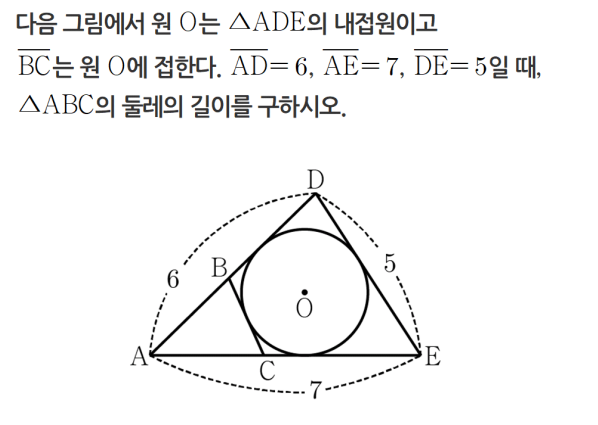 다음 그림에서 원 O는 △ADE의 내접원이고
BC는 원 O에 접한다. AD=6, AE=7, DE=5일 때,
△ABC의 둘레의 길이를 구하시오.
D
5
B
6
O
A
E
C
7